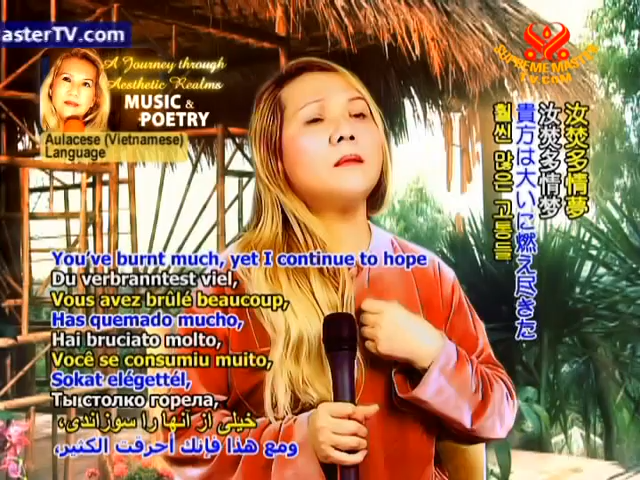 asterTV.com
A Journey through
Aesthetic Realms
MUSIC &
POETRY
Aulacese (Vietnamese)
Language
SUPREME MASTER
TV.COM
汝焚多情夢
汝焚多情梦
貴方は大いに燃え尽きた
훨씬 많은 고통들
You've burnt much, yet I continue to hope
Du verbranntest viel,
Vous avez brûlé beaucoup,
Has quemado mucho,
Hai bruciato molto,
Você se consumiu muito,
Sokat elégettél,
Ты столко горела,
خیلی از آنها را سوزاندی،
ومع هذا فإنك أحرقت الكثير،